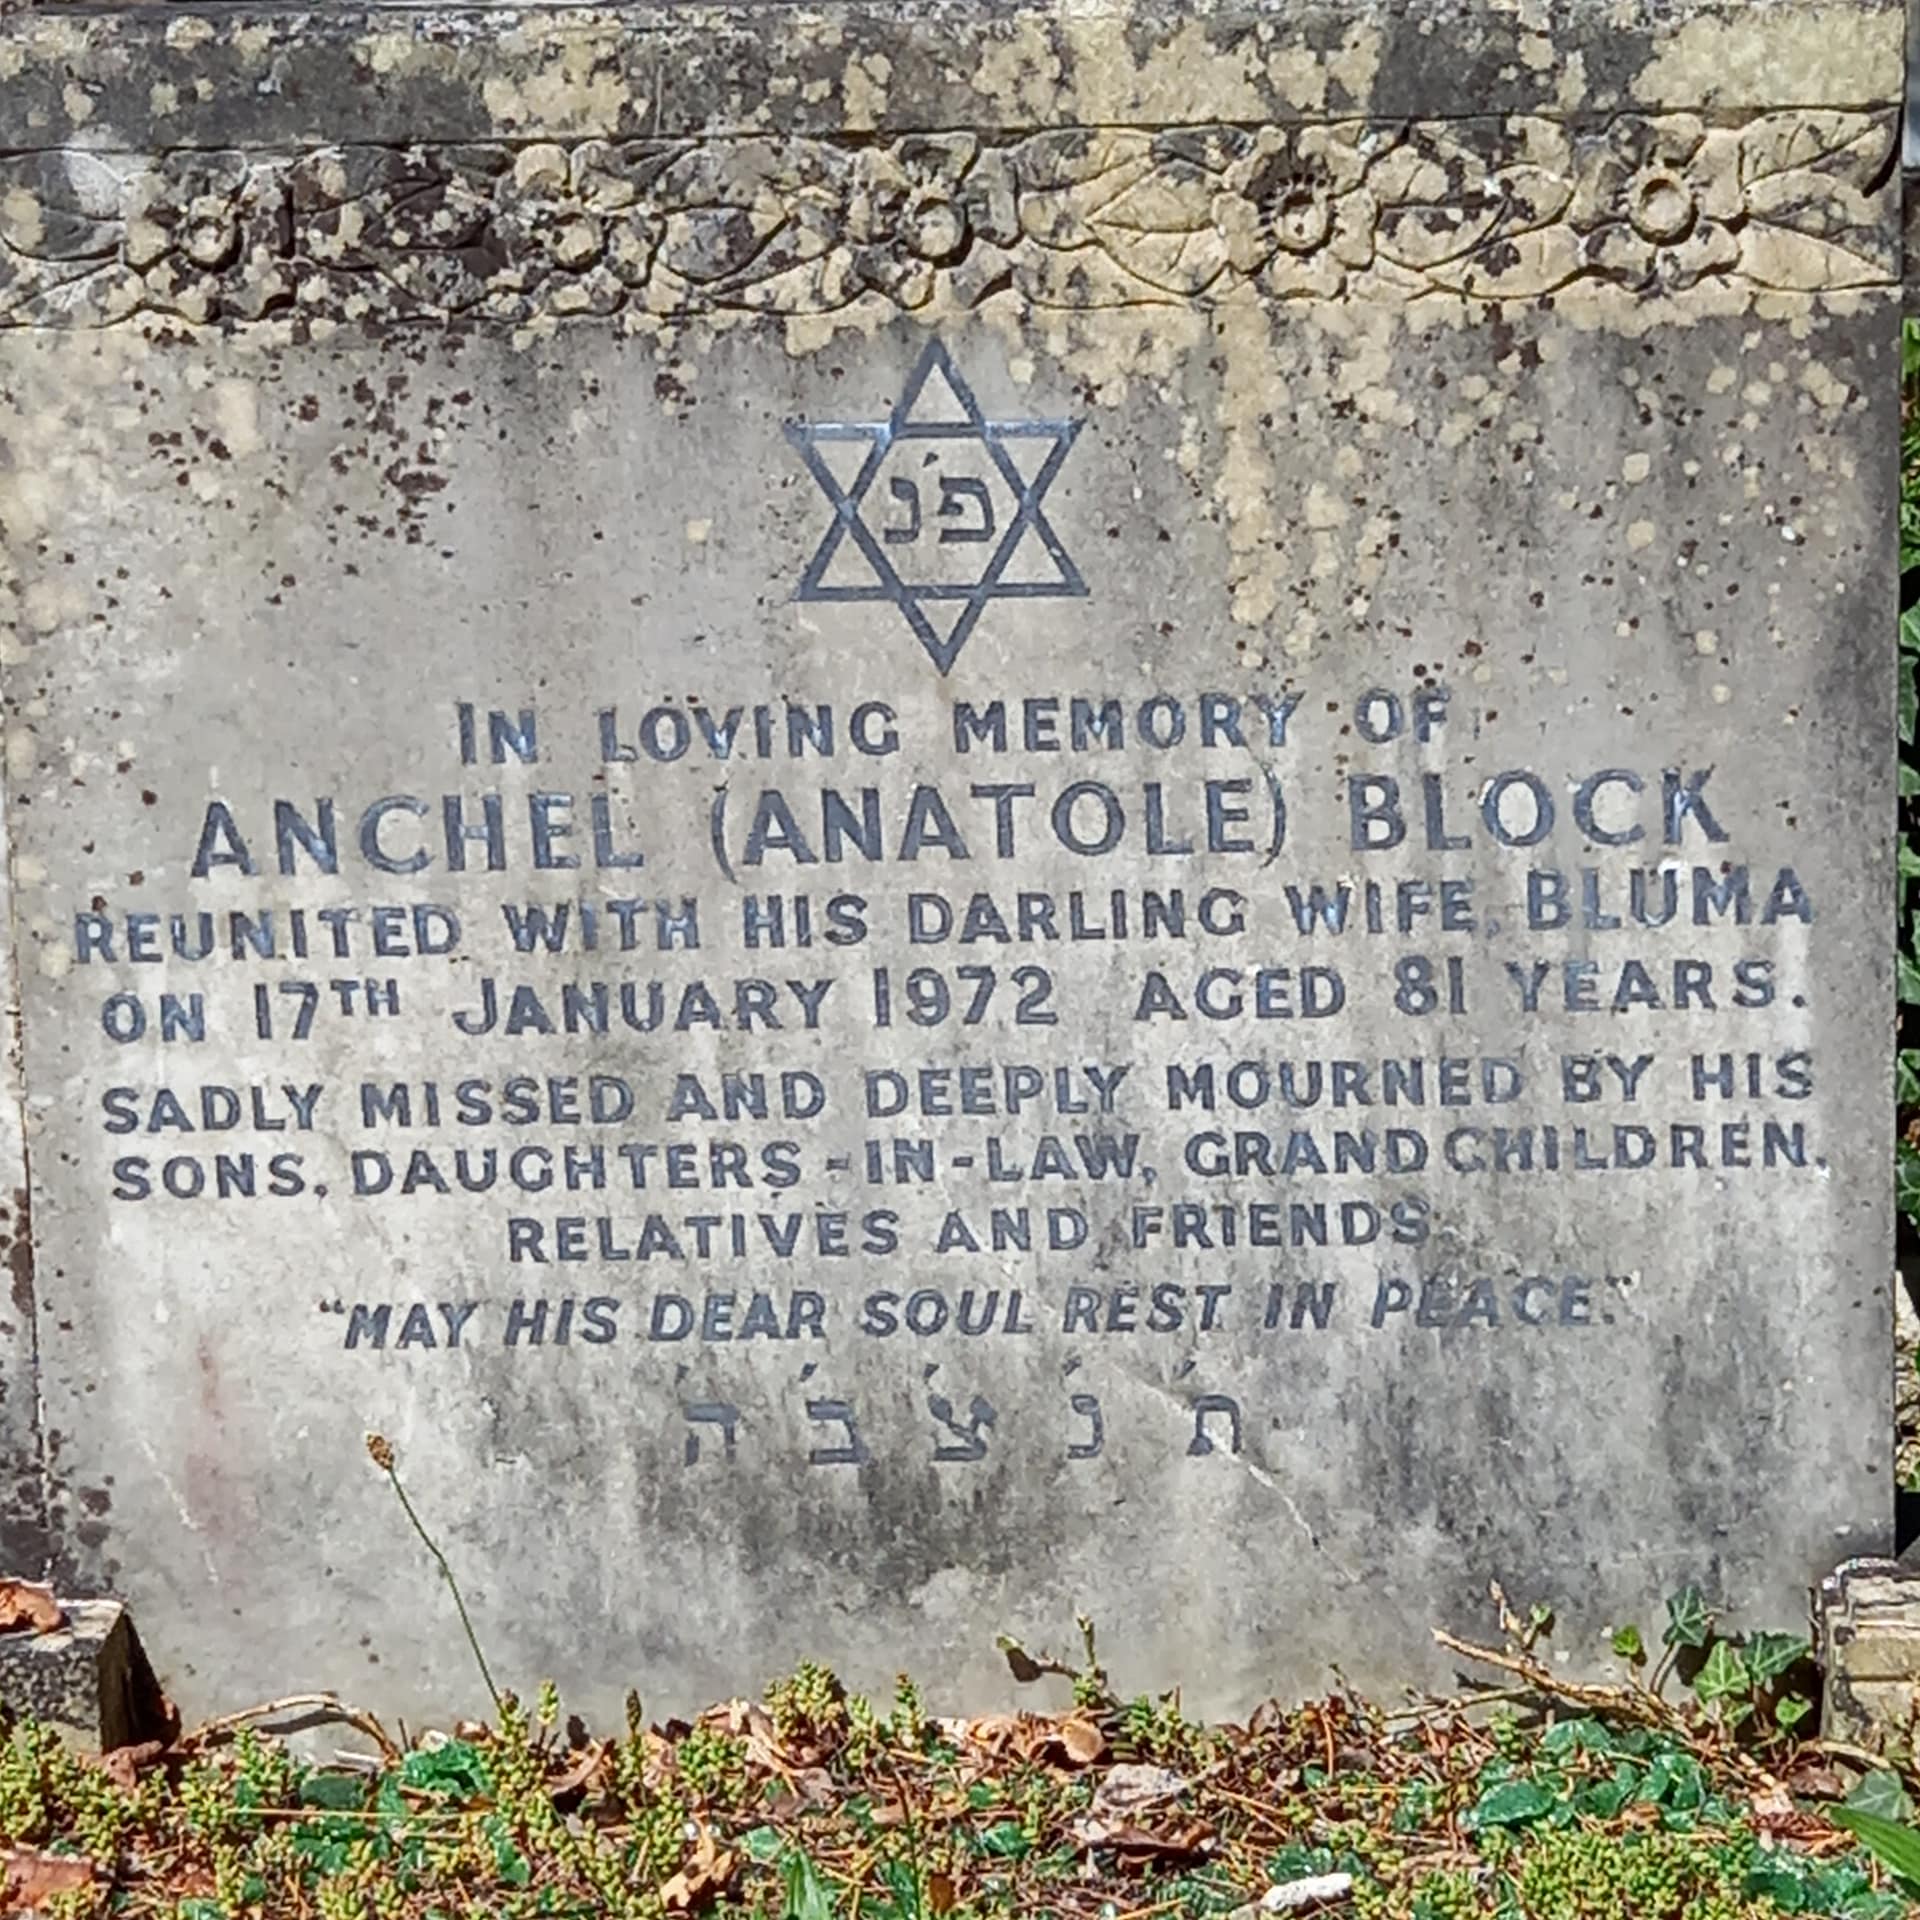 פ'נ
IN LOVING MEMORY OF
ANCHEL (ANATOLE) BLOCK
REUNITED WITH HIS DARLING WIFE, BLUMA
ON 17TH JANUARY 1972 AGED 81 YEARS.
SADLY MISSED AND DEEPLY MOURNED BY HIS
SONS, DAUGHTERS-IN-LAW, GRANDCHILDREN,
RELATIVES AND FRIENDS
"MAY HIS DEAR SOUL REST IN PEACE."
ת' נ' צ' ב' ה'